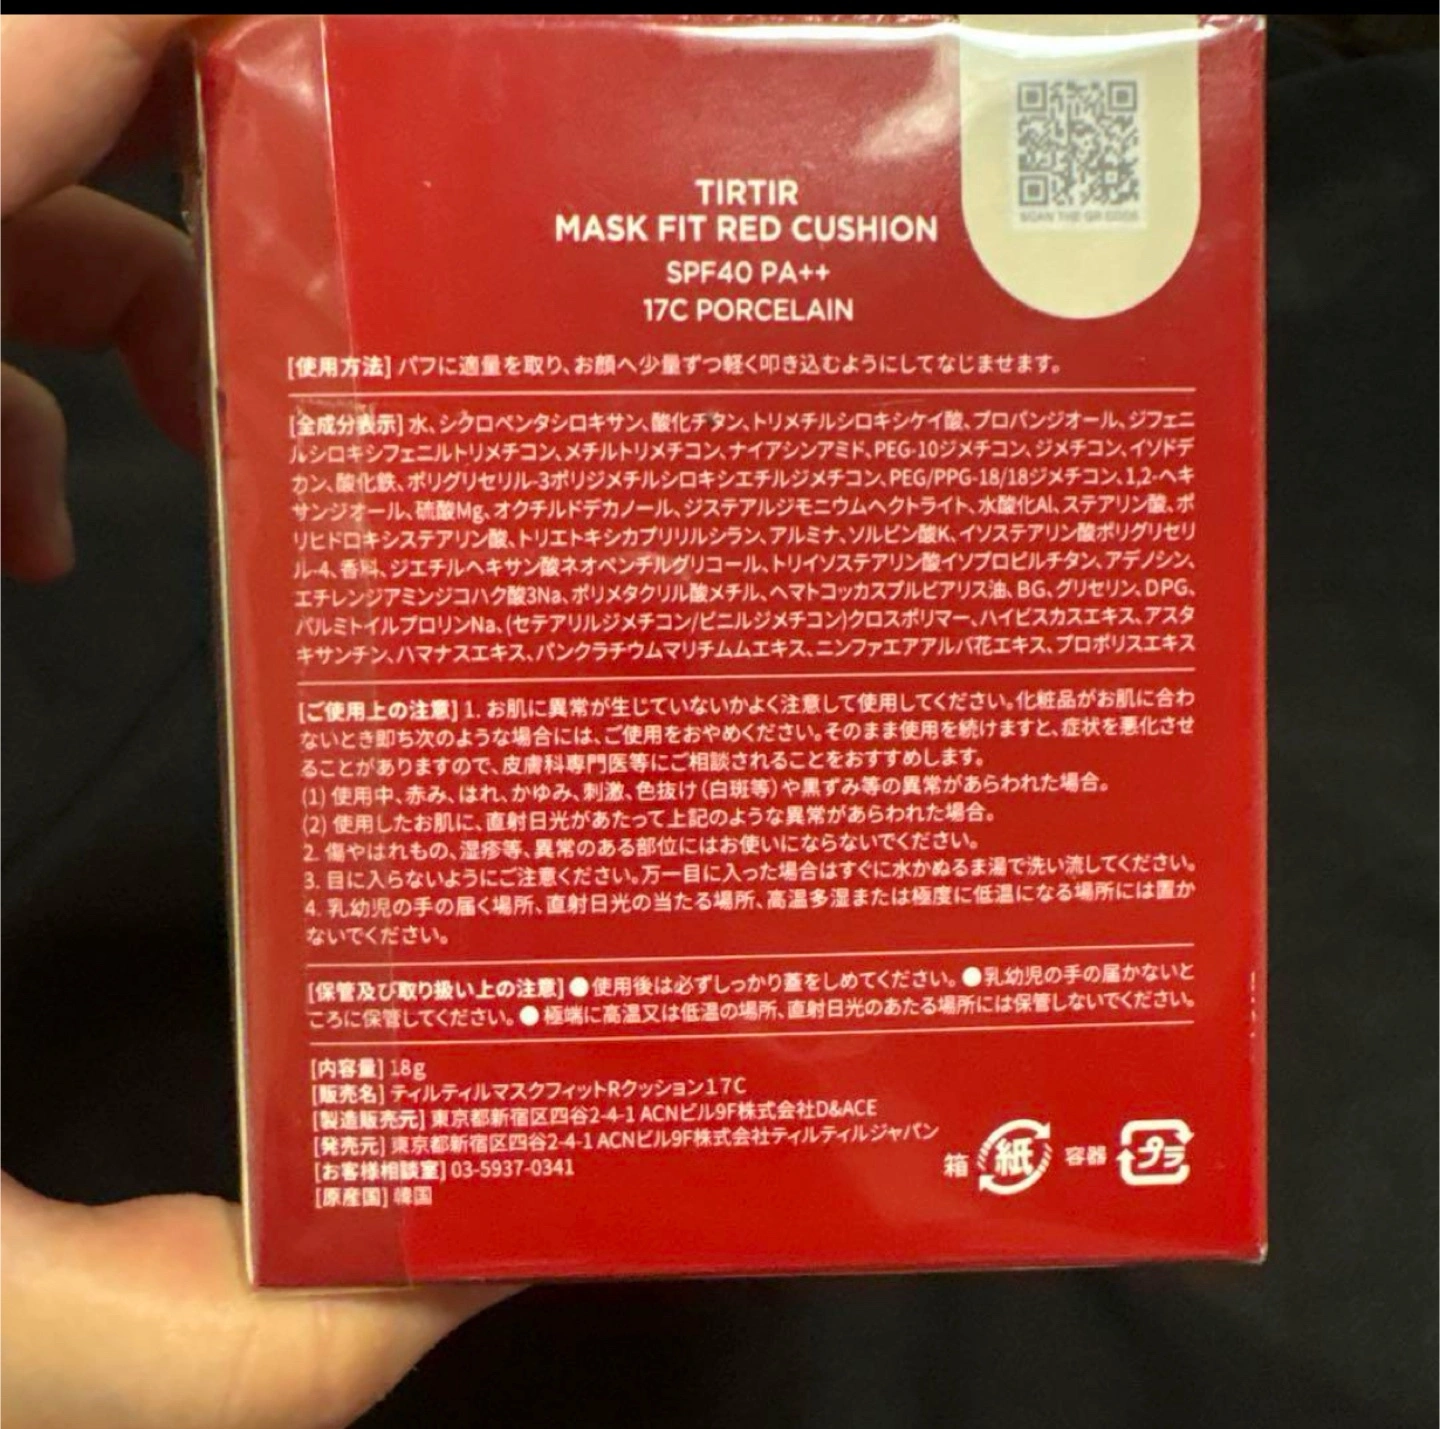 SCAN THE QR CODE
TIRTIR
MASK FIT RED CUSHION
SPF40 PA++
17C PORCELAIN
[使用方法] パフに適量を取り、お顔へ少量ずつ軽く叩き込むようにしてなじませます。
[全成分表示] 水、シクロペンタシロキサン、酸化チタン、トリメチルシロキシケイ酸、プロパンジオール、ジフェニ
ルシロキシフェニルトリメチコン、メチルトリメチコン、ナイアシンアミド、PEG-10ジメチコン、ジメチコン、イソドデ
カン、酸化鉄、ポリグリセリル-3ポリジメチルシロキシエチルジメチコン、PEG/PPG-18/18ジメチコン、1,2-ヘキ
サンジオール、硫酸Mg、オクチルドデカノール、ジステアルジモニウムヘクトライト、水酸化Al、ステアリン酸、ポ
リヒドロキシステアリン酸、トリエトキシカプリリルシラン、アルミナ、ソルビン酸K、イソステアリン酸ポリグリセリ
ル-4、香料、ジエチルヘキサン酸ネオペンチルグリコール、トリイソステアリン酸イソプロピルチタン、アデノシン、
エチレンジアミンジコハク酸3Na、ポリメタクリル酸メチル、ヘマトコッカスプルビアリス油、BG、グリセリン、DPG、
パルミトイルプロリンNa、(セテアリルジメチコン/ビニルジメチコン)クロスポリマー、ハイビスカスエキス、アスタ
キサンチン、ハマナスエキス、パンクラチウムマリチムムエキス、ニンファエアアルバ花エキス、プロポリスエキス
[ご使用上の注意] 1. お肌に異常が生じていないかよく注意して使用してください。化粧品がお肌に合わ
ないとき即ち次のような場合には、ご使用をおやめください。そのまま使用を続けますと、症状を悪化させ
ることがありますので、皮膚科専門医等にご相談されることをおすすめします。
(1) 使用中、赤み、はれ、かゆみ、刺激、色抜け(白斑等)や黒ずみ等の異常があらわれた場合。
(2) 使用したお肌に、直射日光があたって上記のような異常があらわれた場合。
2. 傷やはれもの、湿疹等、異常のある部位にはお使いにならないでください。
3. 目に入らないようにご注意ください。万一目に入った場合はすぐに水かぬるま湯で洗い流してください。
4. 乳幼児の手の届く場所、直射日光の当たる場所、高温多湿または極度に低温になる場所には置か
ないでください。
[保管及び取り扱い上の注意] ●使用後は必ずしっかり蓋をしめてください。●乳幼児の手の届かないと
ころに保管してください。●極端に高温又は低温の場所、直射日光のあたる場所には保管しないでください。
[内容量] 18g
[販売名] ティルティルマスクフィットRクッション17C
[製造販売元] 東京都新宿区四谷2-4-1 ACNビル9F株式会社D&ACE
[発売元] 東京都新宿区四谷2-4-1 ACNビル9F株式会社ティルティルジャパン
[お客様相談室] 03-5937-0341
[原産国] 韓国
箱 紙 容器 プラ